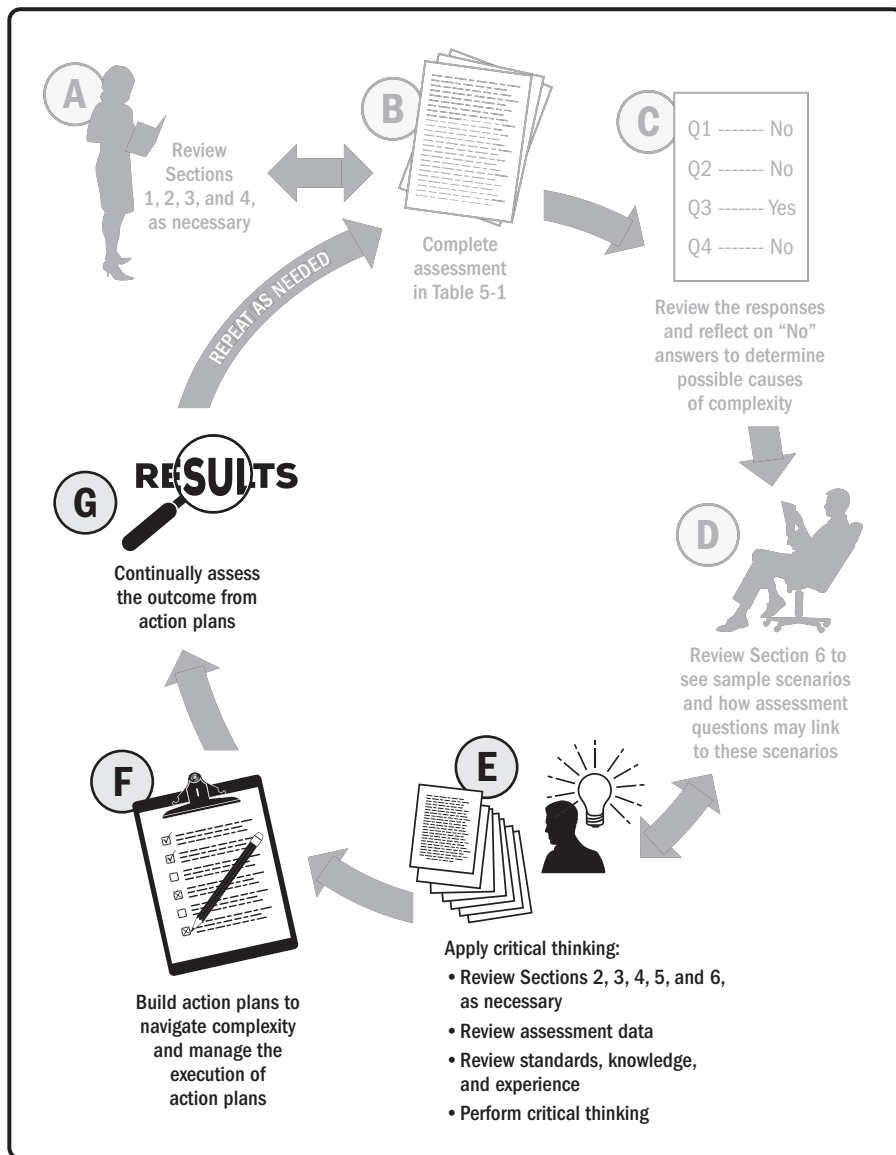 A
Review
Sections
1, 2, 3, and 4,
as necessary
B
Complete
assessment
in Table 5-1
C
Q1 ------- No
Q2 ------- No
Q3 ------- Yes
Q4 ------- No
Review the responses
and reflect on “No”
answers to determine
possible causes
of complexity
D
Review Section 6 to
see sample scenarios
and how assessment
questions may link
to these scenarios
E
Apply critical thinking:
• Review Sections 2, 3, 4, 5, and 6,
as necessary
• Review assessment data
• Review standards, knowledge,
and experience
• Perform critical thinking
F
Build action plans to
navigate complexity
and manage the
execution of
action plans
G
RESULTS
Continually assess
the outcome from
action plans
REPEAT AS NEEDED